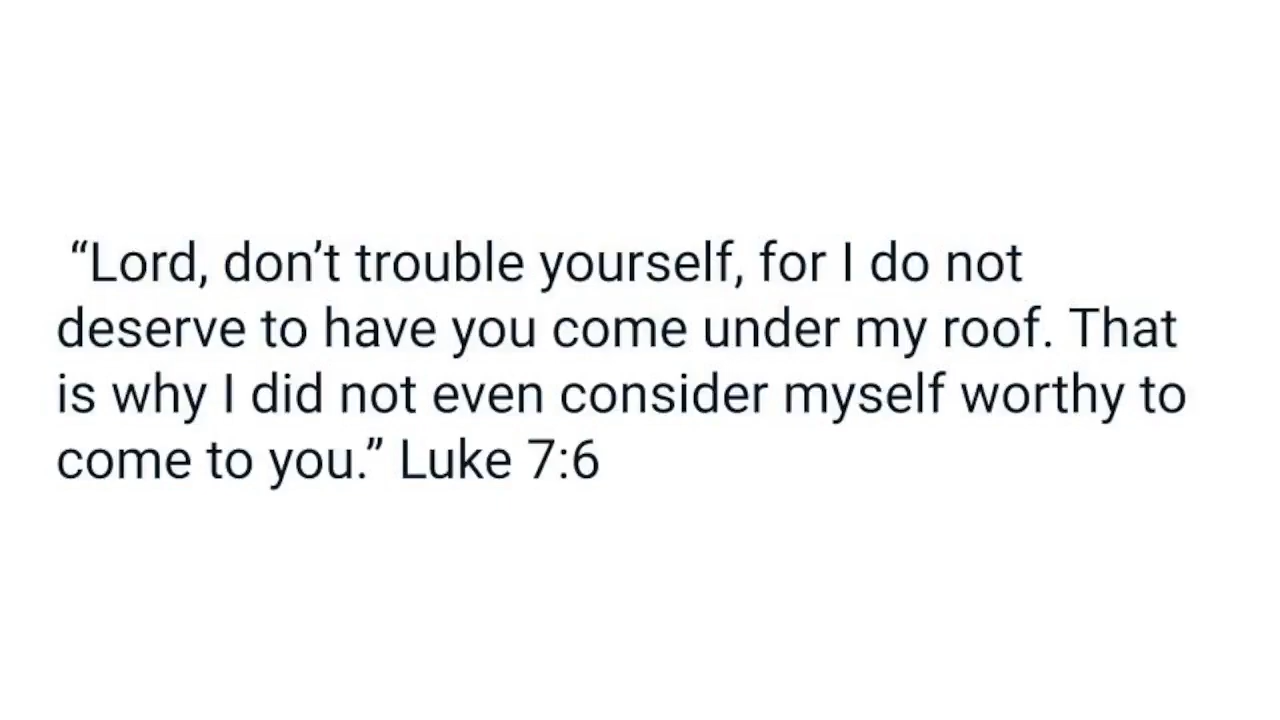 “Lord, don’t trouble yourself, for I do not
deserve to have you come under my roof. That
is why I did not even consider myself worthy to
come to you.” Luke 7:6